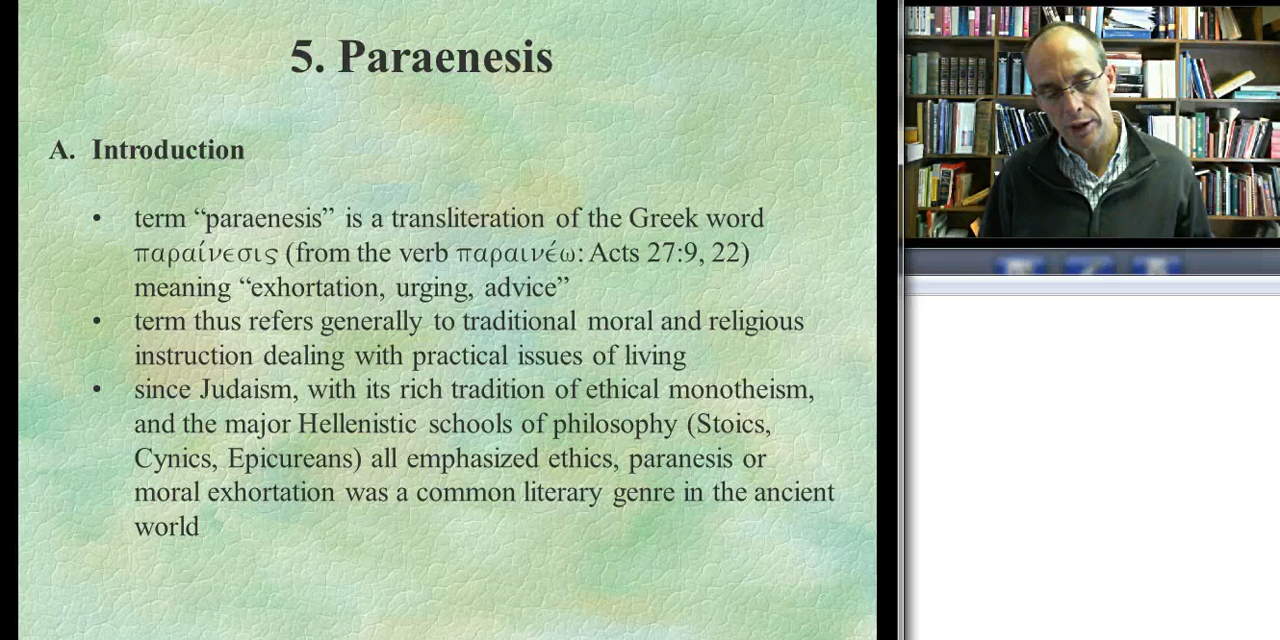 5. Paraenesis
A. Introduction
• term “paraenesis” is a transliteration of the Greek word
παραίνεσις (from the verb παραινέω: Acts 27:9, 22)
meaning “exhortation, urging, advice”
• term thus refers generally to traditional moral and religious
instruction dealing with practical issues of living
• since Judaism, with its rich tradition of ethical monotheism,
and the major Hellenistic schools of philosophy (Stoics,
Cynics, Epicureans) all emphasized ethics, paranesis or
moral exhortation was a common literary genre in the ancient
world